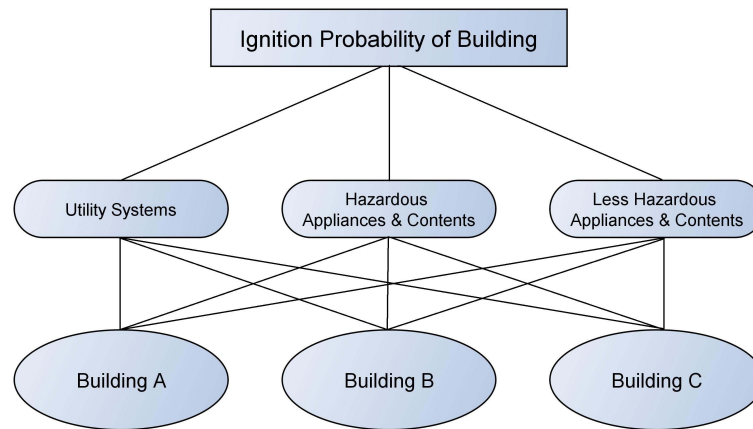 Ignition Probability of Building
Utility Systems
Hazardous
Appliances & Contents
Less Hazardous
Appliances & Contents
Building A
Building B
Building C